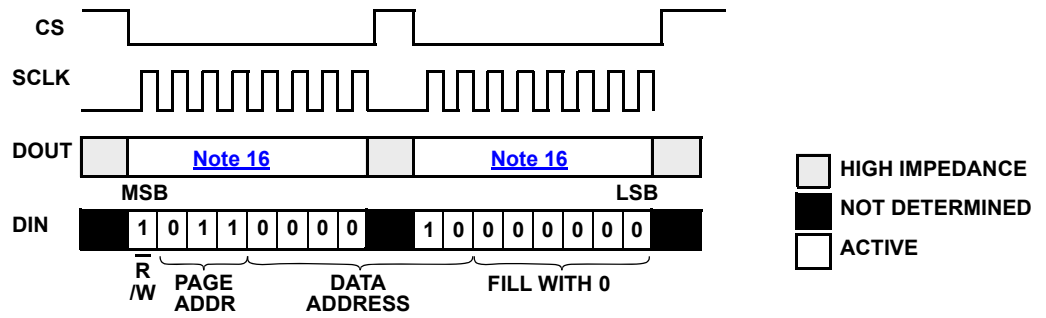 CS
SCLK
DOUT Note 16 Note 16
MSB LSB
DIN 1 0 1 1 0 0 0 0 1 0 0 0 0 0 0 0
R
/W
PAGE
ADDR
DATA
ADDRESS
FILL WITH 0
HIGH IMPEDANCE
NOT DETERMINED
ACTIVE